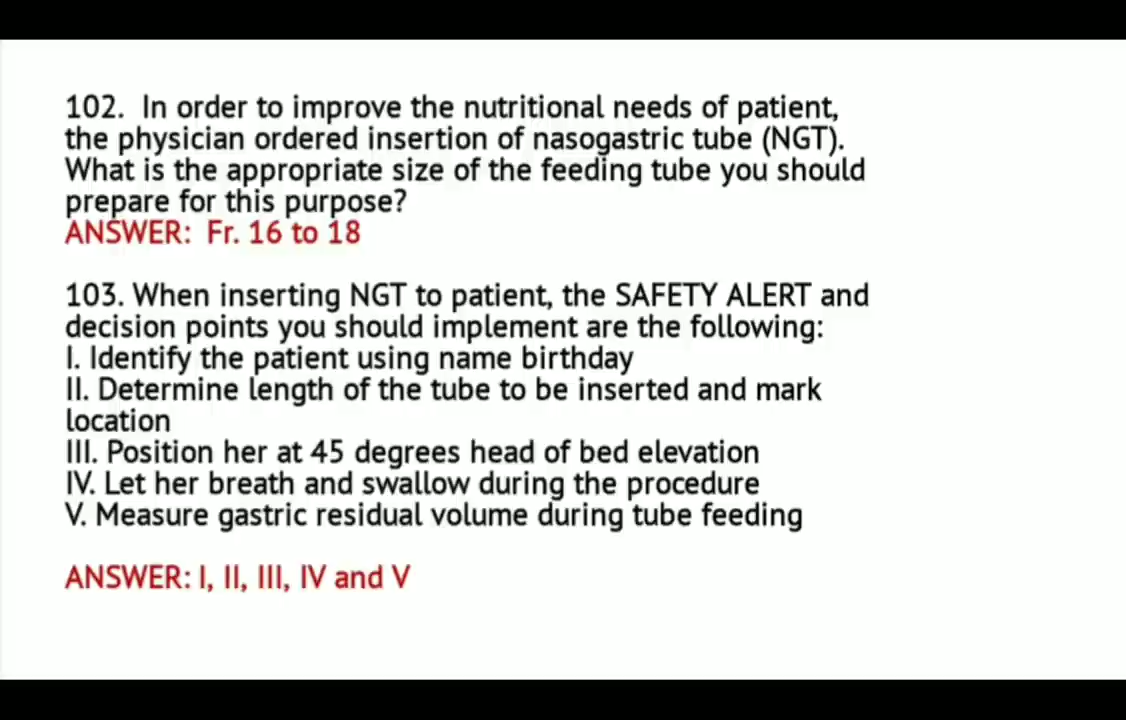 102.  In order to improve the nutritional needs of patient,
the physician ordered insertion of nasogastric tube (NGT).
What is the appropriate size of the feeding tube you should
prepare for this purpose?
ANSWER:  Fr. 16 to 18
103. When inserting NGT to patient, the SAFETY ALERT and
decision points you should implement are the following:
I. Identify the patient using name birthday
II. Determine length of the tube to be inserted and mark
location
III. Position her at 45 degrees head of bed elevation
IV. Let her breath and swallow during the procedure
V. Measure gastric residual volume during tube feeding
ANSWER: I, II, III, IV and V